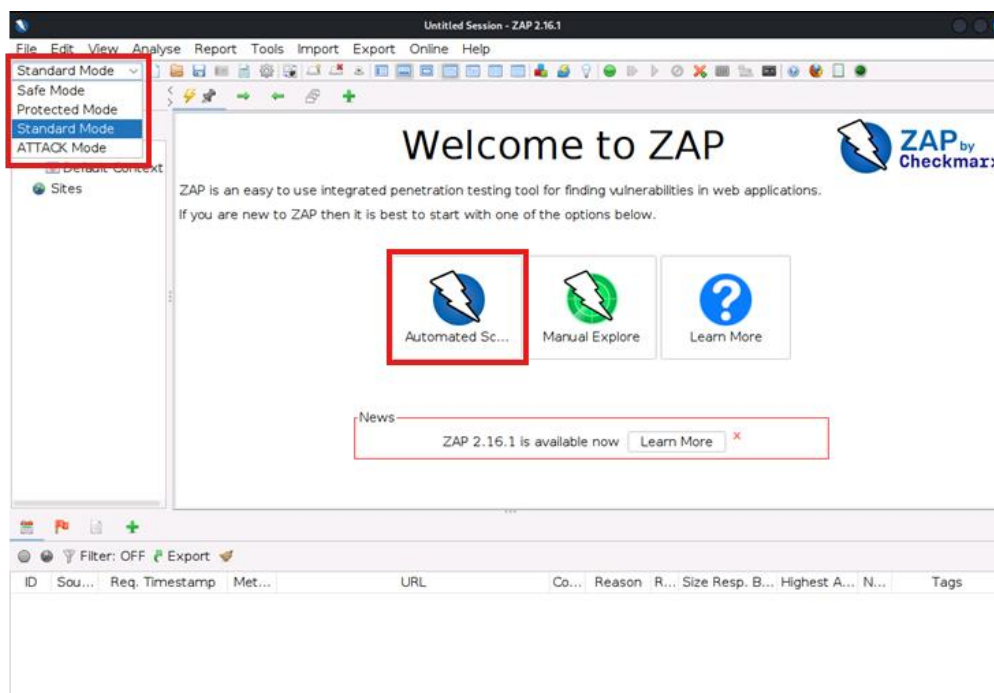 Untitled Session - ZAP 2.16.1
File Edit View Analyse Report Tools Import Export Online Help
Standard Mode
Safe Mode
Protected Mode
Standard Mode
ATTACK Mode
Default Context
Sites
Welcome to ZAP
ZAP by
Checkmarx
ZAP is an easy to use integrated penetration testing tool for finding vulnerabilities in web applications.
If you are new to ZAP then it is best to start with one of the options below.
Automated Sc... Manual Explore Learn More
News
ZAP 2.16.1 is available now Learn More x
Filter: OFF Export
ID Sou... Req. Timestamp Met... URL Co... Reason R... Size Resp. B... Highest A... N... Tags